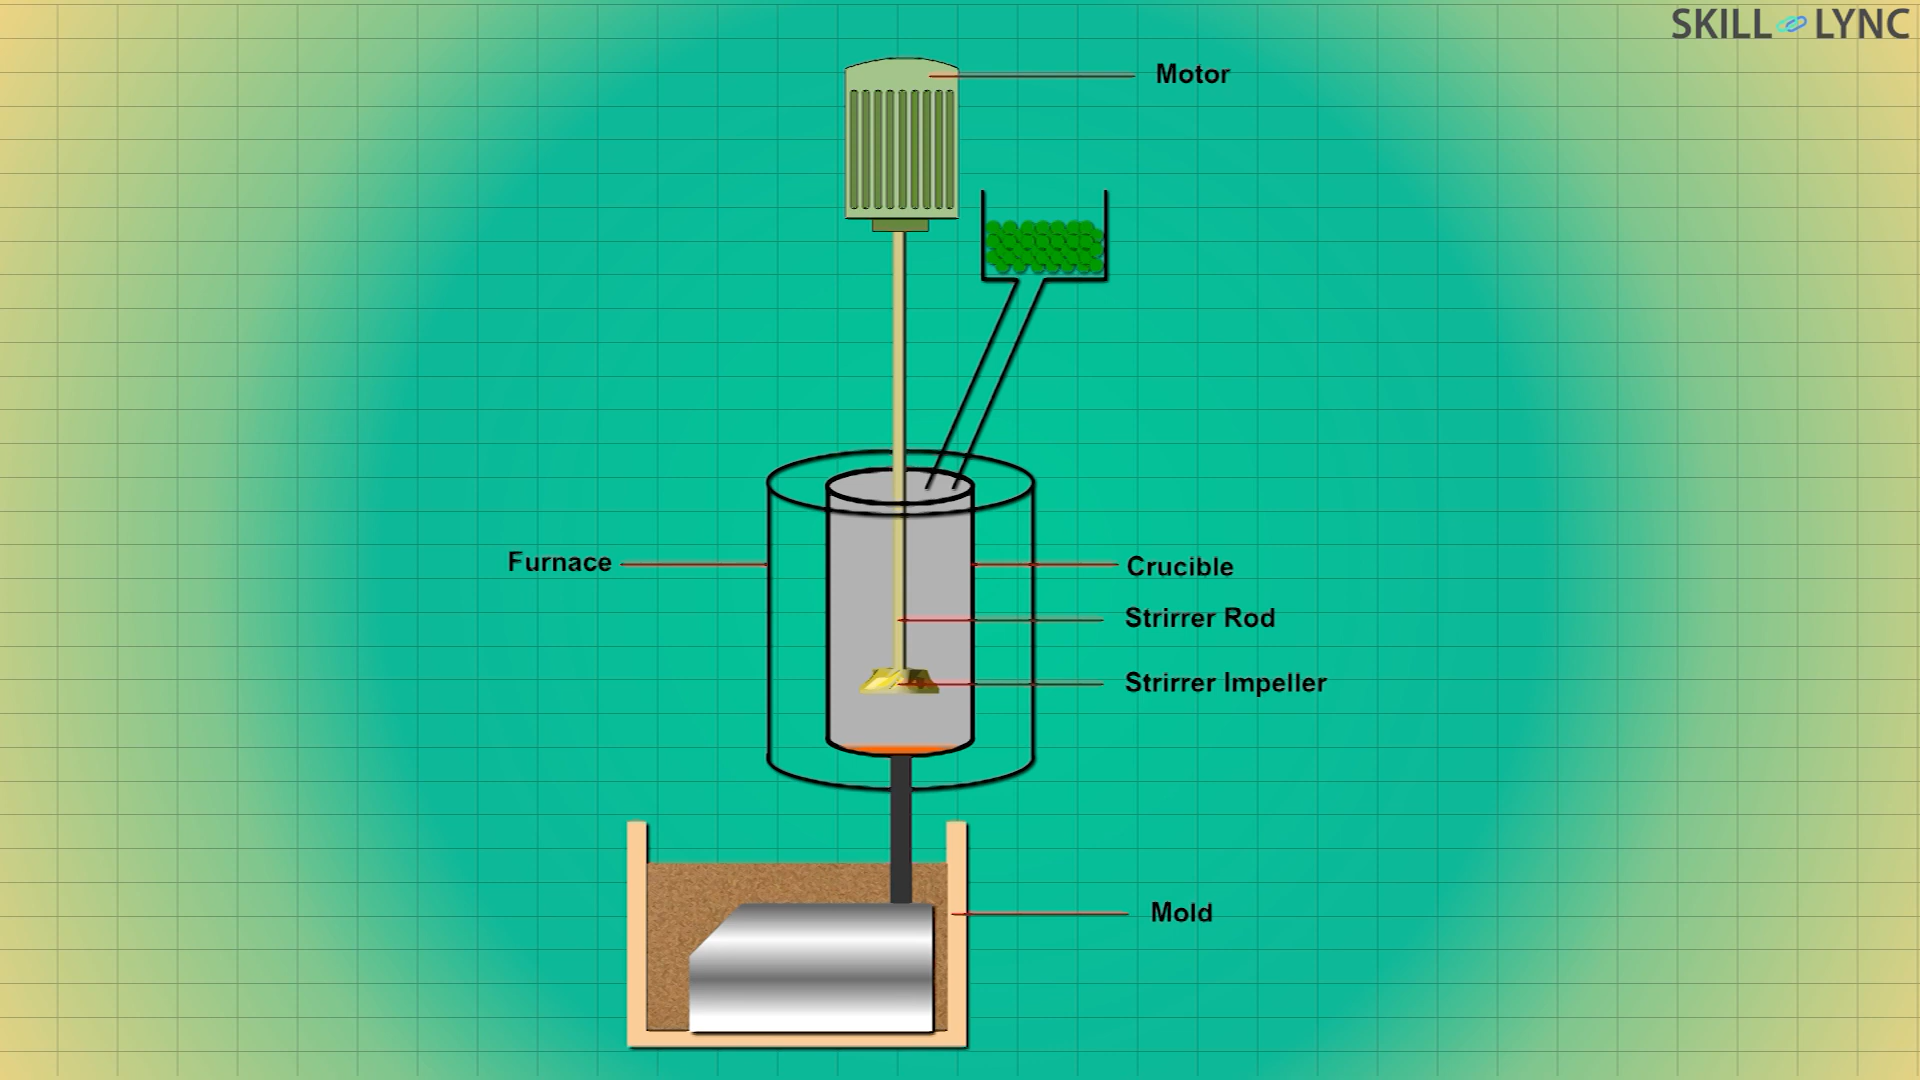 SKILL LYNC
Motor
Furnace
Crucible
Strirrer Rod
Strirrer Impeller
Mold